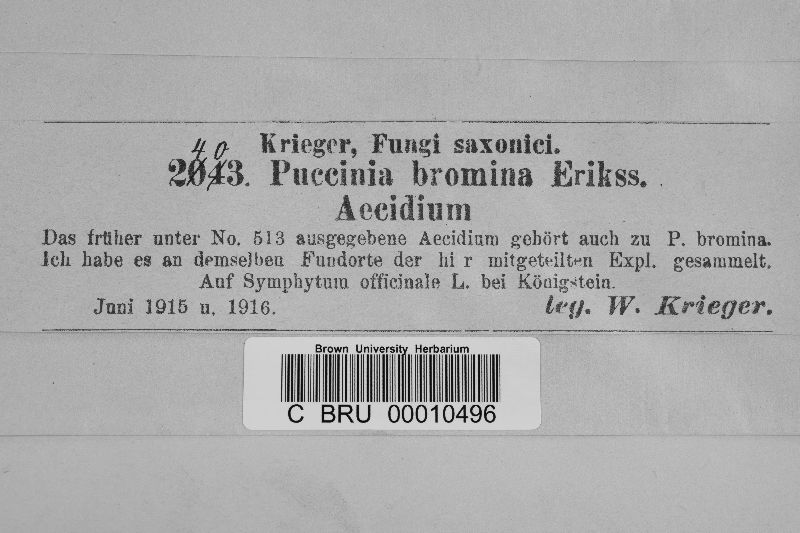 Krieger, Fungi saxonici.
40
2043. Puccinia bromina Erikss.
Aecidium
Das früher unter No. 513 ausgegebene Aecidium gehört auch zu P. bromina.
Ich habe es an demselben Fundorte der hi r mitgeteilten Expl. gesammelt.
Auf Symphytum officinale L. bei Königstein.
Juni 1915 u. 1916. leg. W. Krieger.
Brown University Herbarium
C BRU 00010496